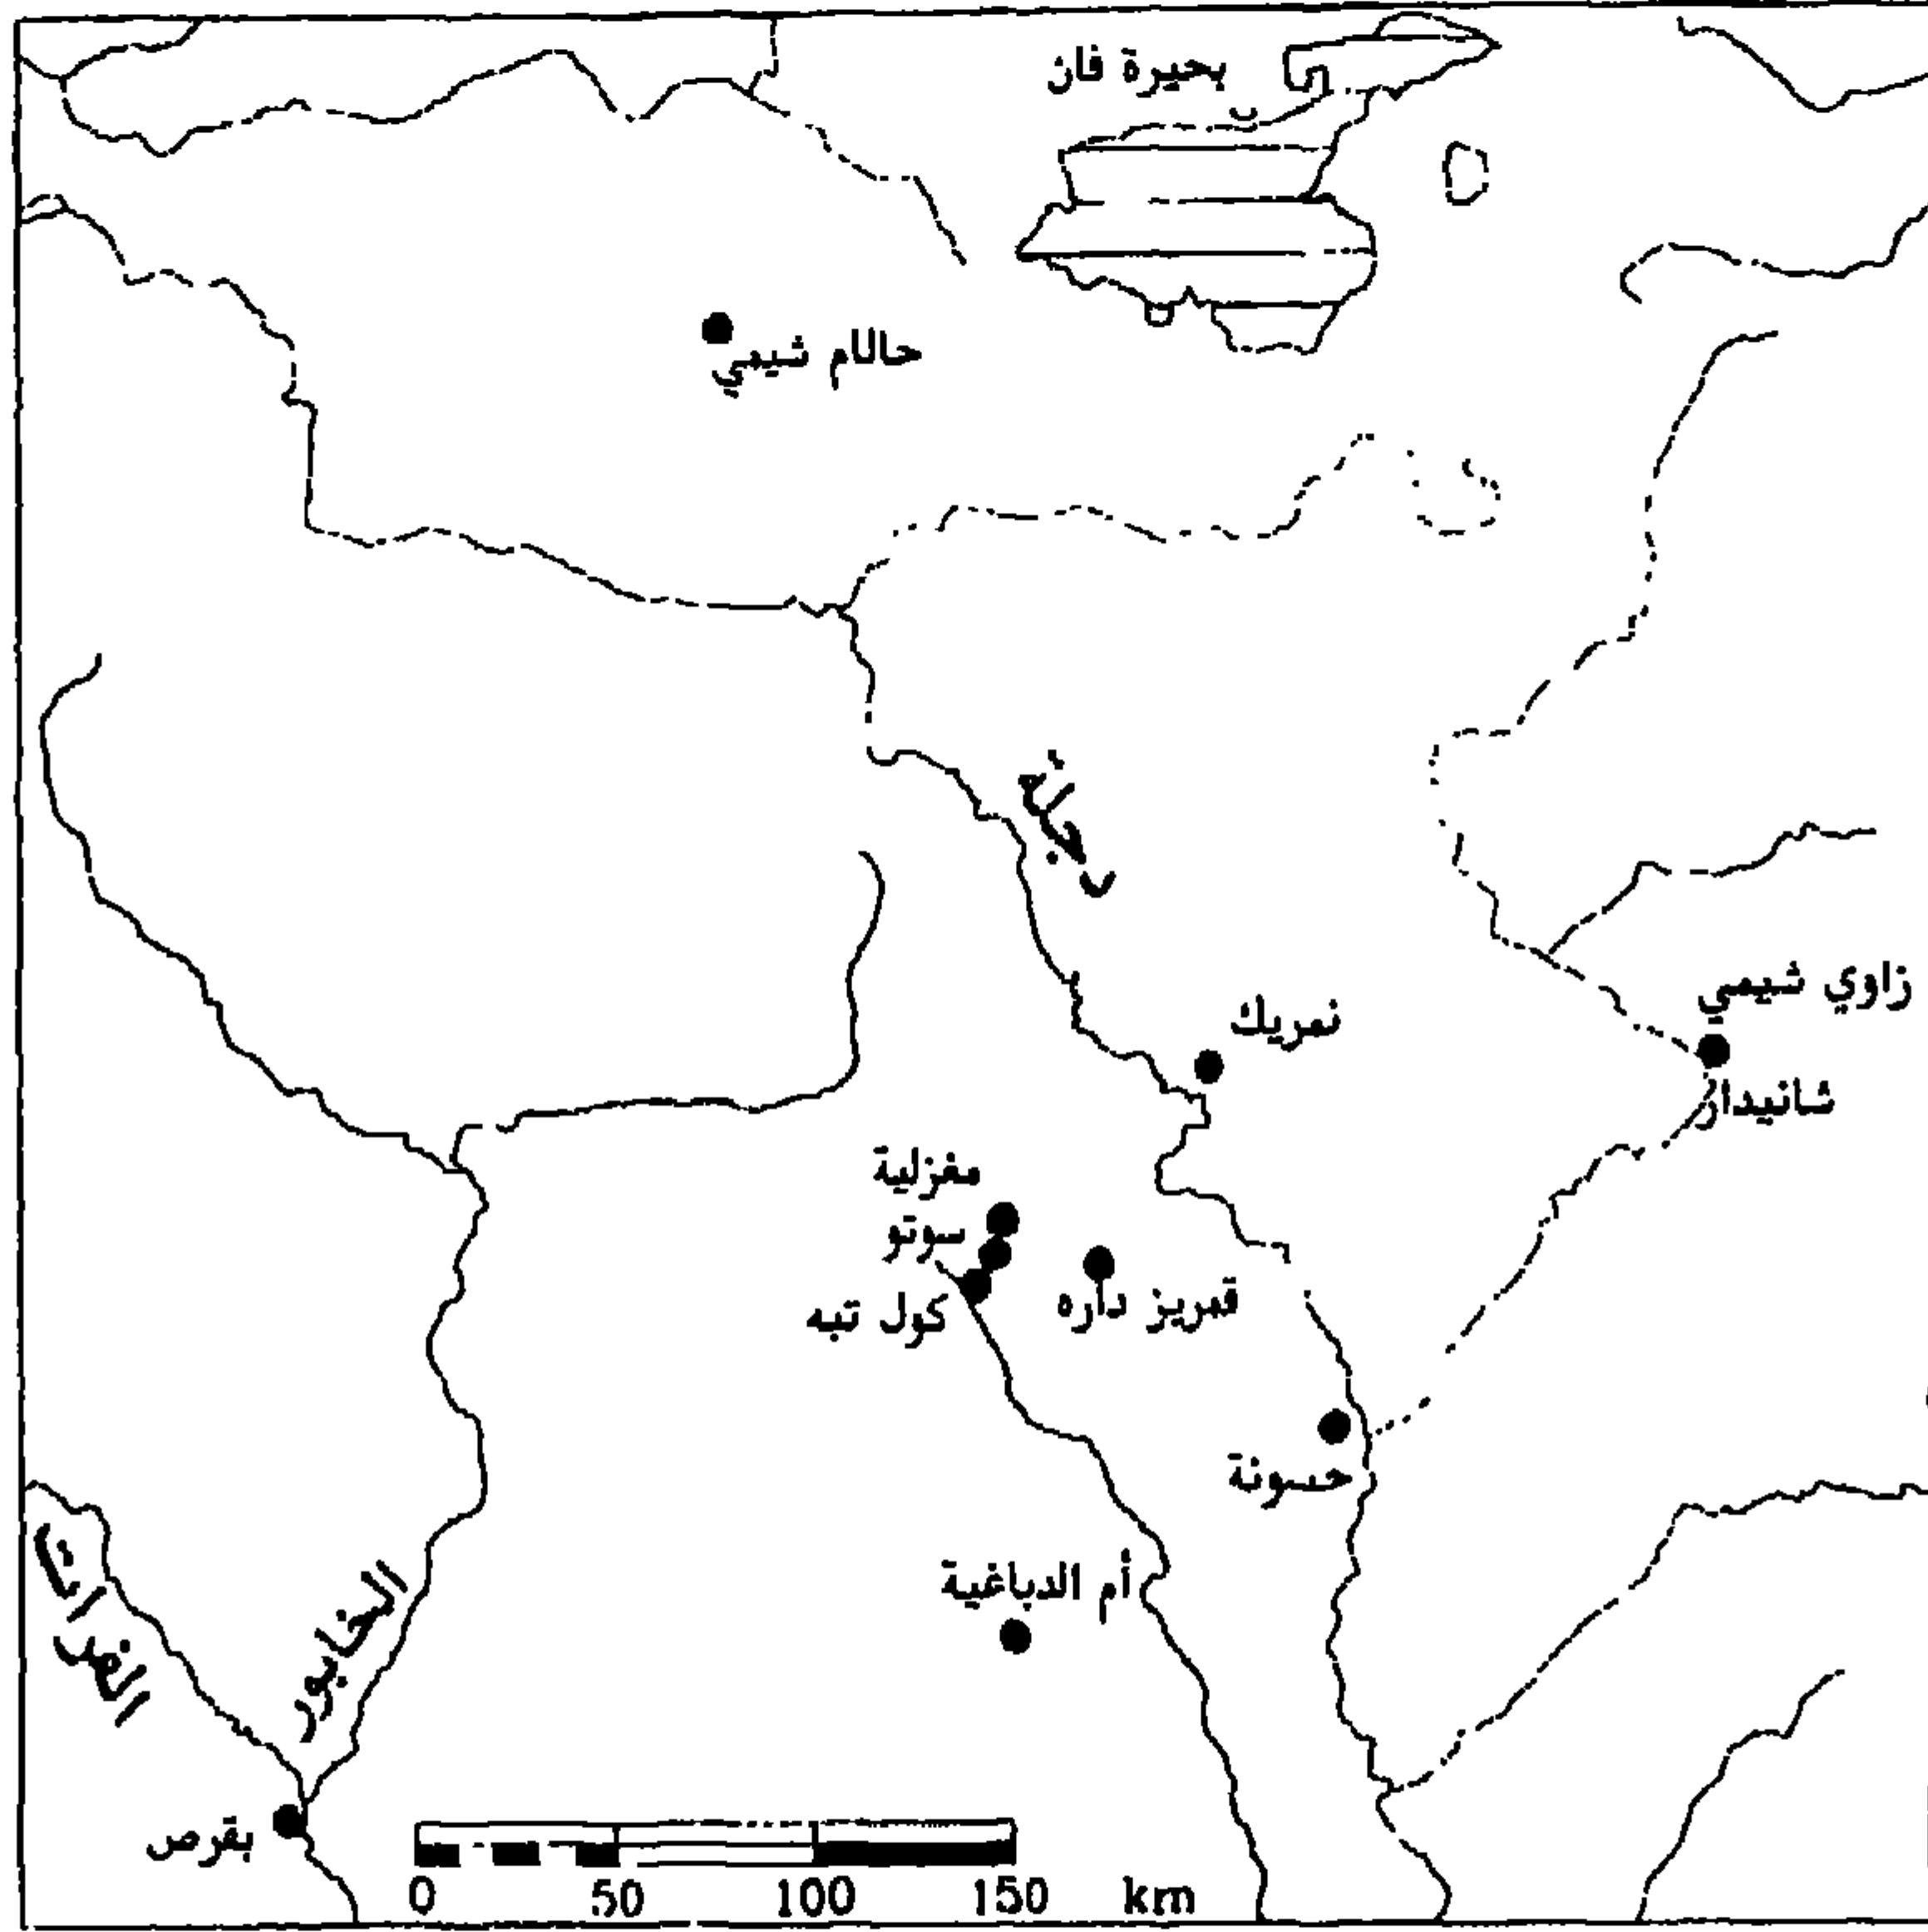 بحيرة فان
حالام شيمي
دجلة
زاوي شيمي
نمريك
شانيدار
مغزلية
سوتو
كول تبه
قمريز داره
حسونة
أم الدباغية
الفرات
الخابور
بقرص
0 50 100 150 km